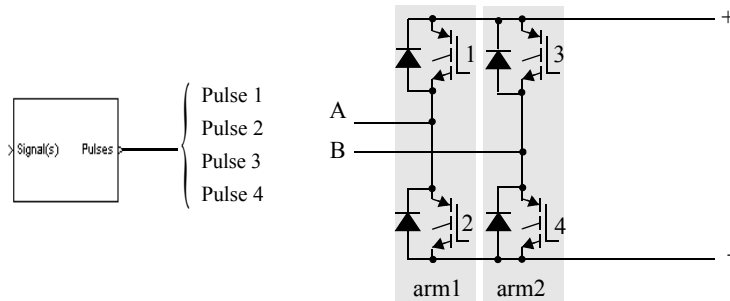 +
1
3
Pulse 1
A
Pulse 2
Signal(s) Pulses
B
Pulse 3
Pulse 4
2
4
-
arm1 arm2